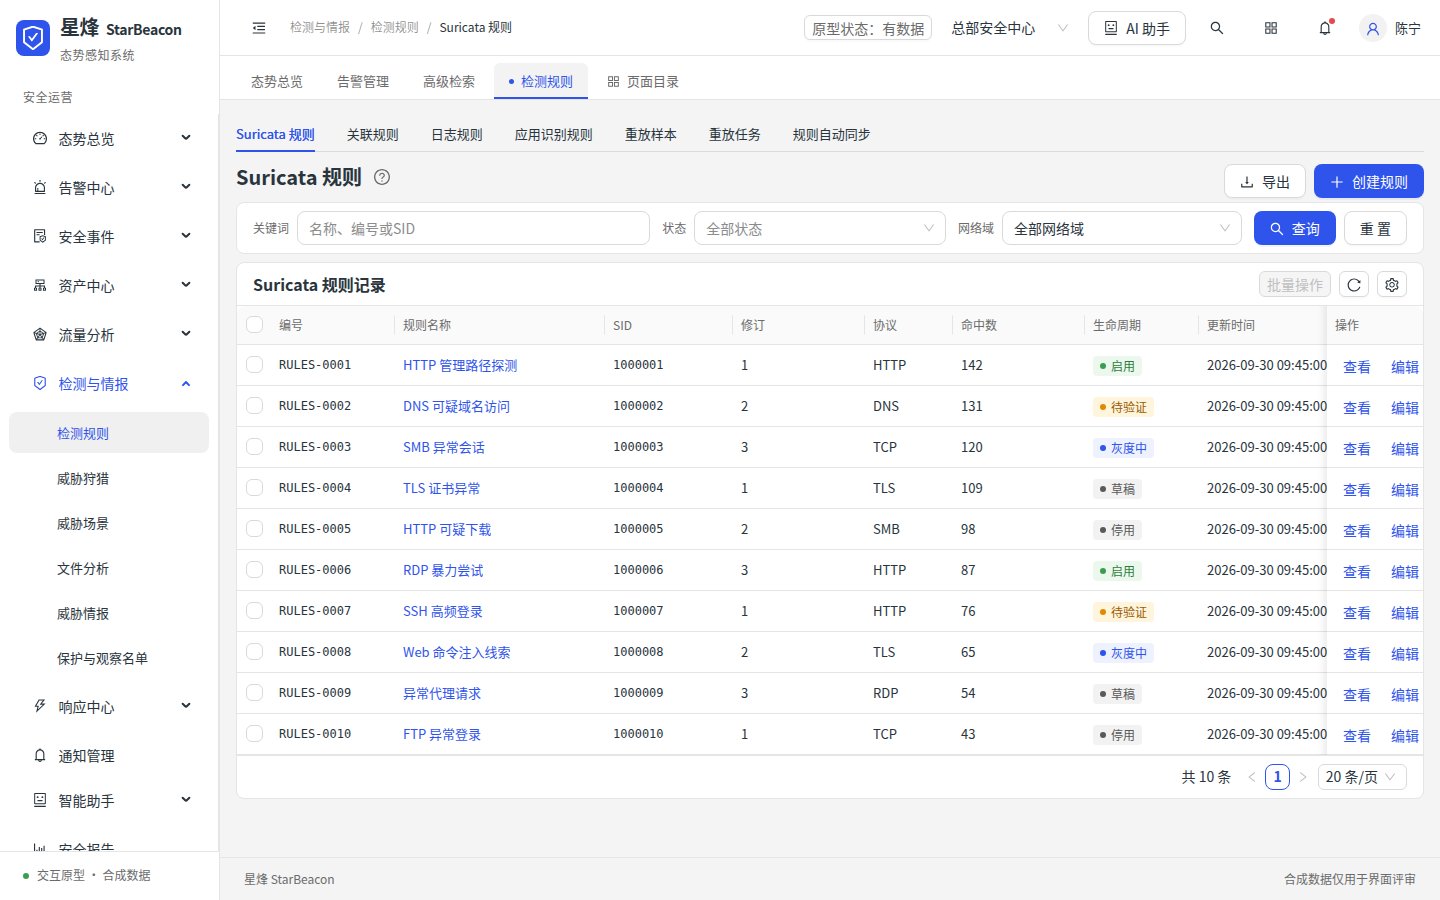 星烽 StarBeacon
态势感知系统
安全运营
态势总览
告警中心
安全事件
资产中心
流量分析
检测与情报
检测规则
威胁狩猎
威胁场景
文件分析
威胁情报
保护与观察名单
响应中心
通知管理
智能助手
安全报告
交互原型 · 合成数据
检测与情报 / 检测规则 / Suricata 规则
原型状态：有数据
总部安全中心
AI 助手
陈宁
态势总览 告警管理 高级检索 检测规则 页面目录
Suricata 规则 关联规则 日志规则 应用识别规则 重放样本 重放任务 规则自动同步
Suricata 规则
导出 创建规则
关键词 名称、编号或SID 状态 全部状态 网络域 全部网络域 查询 重 置
Suricata 规则记录
批量操作
编号 规则名称 SID 修订 协议 命中数 生命周期 更新时间 操作
RULES-0001 HTTP 管理路径探测 1000001 1 HTTP 142 启用 2026-09-30 09:45:00 查看 编辑
RULES-0002 DNS 可疑域名访问 1000002 2 DNS 131 待验证 2026-09-30 09:45:00 查看 编辑
RULES-0003 SMB 异常会话 1000003 3 TCP 120 灰度中 2026-09-30 09:45:00 查看 编辑
RULES-0004 TLS 证书异常 1000004 1 TLS 109 草稿 2026-09-30 09:45:00 查看 编辑
RULES-0005 HTTP 可疑下载 1000005 2 SMB 98 停用 2026-09-30 09:45:00 查看 编辑
RULES-0006 RDP 暴力尝试 1000006 3 HTTP 87 启用 2026-09-30 09:45:00 查看 编辑
RULES-0007 SSH 高频登录 1000007 1 HTTP 76 待验证 2026-09-30 09:45:00 查看 编辑
RULES-0008 Web 命令注入线索 1000008 2 TLS 65 灰度中 2026-09-30 09:45:00 查看 编辑
RULES-0009 异常代理请求 1000009 3 RDP 54 草稿 2026-09-30 09:45:00 查看 编辑
RULES-0010 FTP 异常登录 1000010 1 TCP 43 停用 2026-09-30 09:45:00 查看 编辑
共 10 条 1 20 条/页
星烽 StarBeacon
合成数据仅用于界面评审